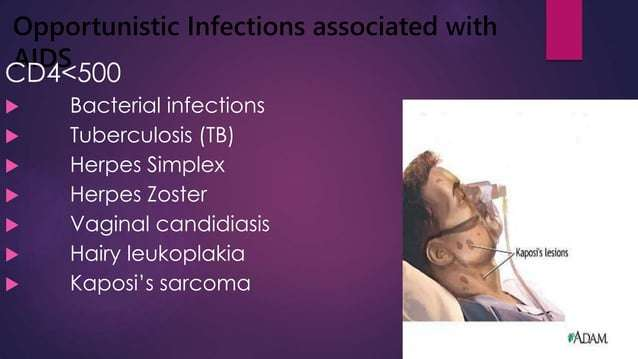 Opportunistic Infections associated with
AIDS
CD4<500
Bacterial infections
Tuberculosis (TB)
Herpes Simplex
Herpes Zoster
Vaginal candidiasis
Hairy leukoplakia
Kaposi’s sarcoma
Kaposi's lesions
ADAM.